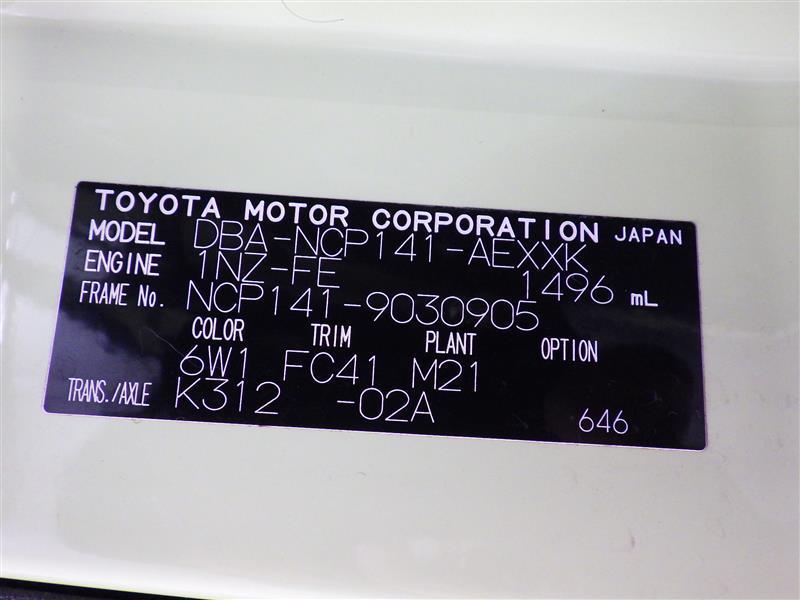 TOYOTA MOTOR CORPORATION JAPAN
MODEL DBA-NCP141-AEXXK
ENGINE 1NZ-FE 1496 mL
FRAME No. NCP141-9030905
COLOR TRIM PLANT OPTION
6W1 FC41 M21
TRANS./AXLE K312 -02A 646